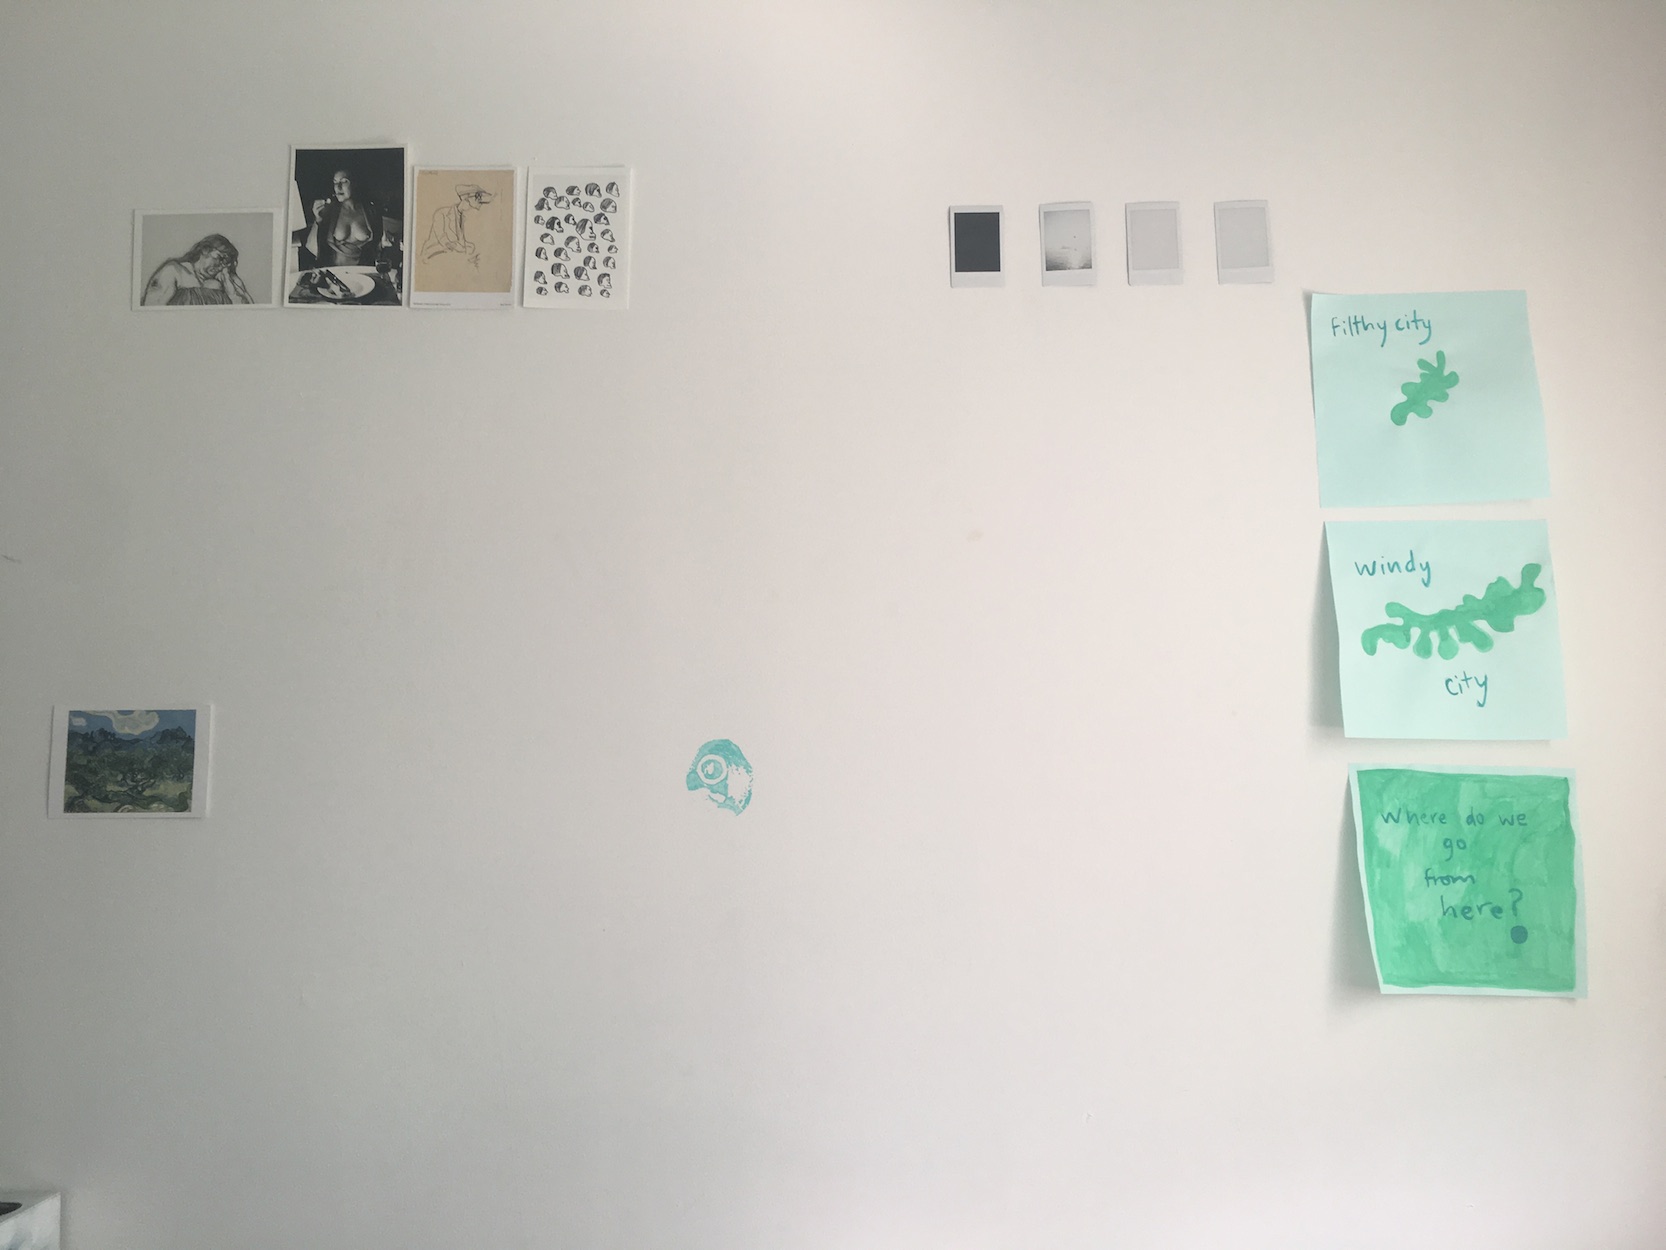 Filthy city
Windy
city
Where do we
go
from
here?